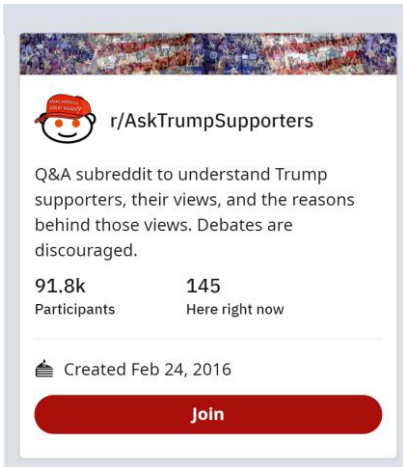 r/AskTrumpSupporters
Q&A subreddit to understand Trump
supporters, their views, and the reasons
behind those views. Debates are
discouraged.
91.8k 145
Participants Here right now
Created Feb 24, 2016
Join